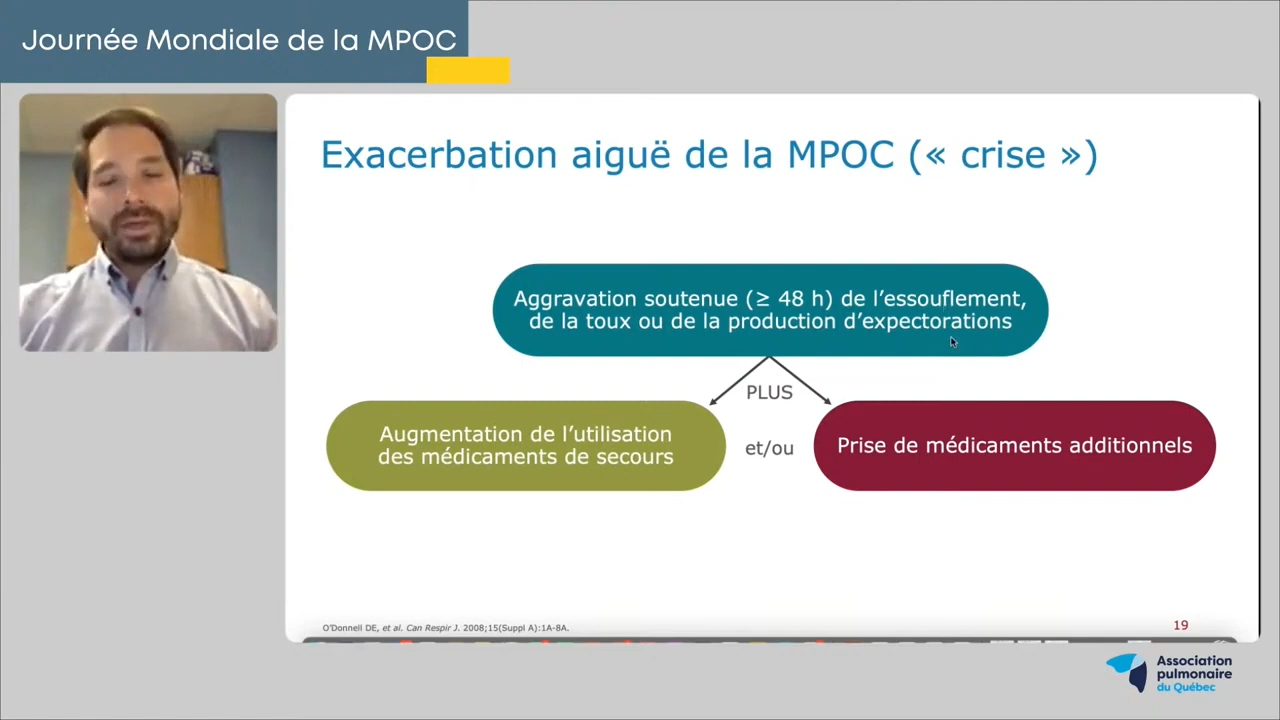 Journée Mondiale de la MPOC
Exacerbation aiguë de la MPOC (« crise »)
Aggravation soutenue (≥ 48 h) de l’essouflement,
de la toux ou de la production d’expectorations
PLUS
Augmentation de l’utilisation
des médicaments de secours
et/ou
Prise de médicaments additionnels
O'Donnell DE, et al. Can Respir J. 2008;15(Suppl A):1A-8A.
19
Association
pulmonaire
du Québec